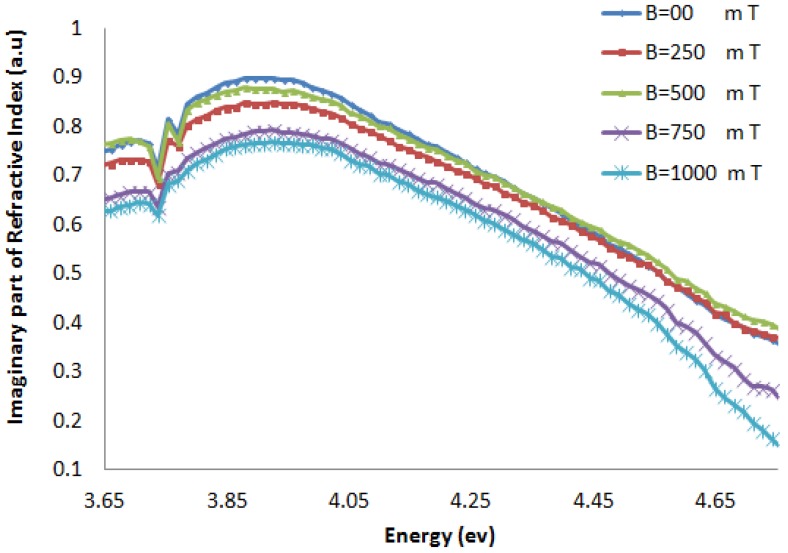 Imaginary part of Refractive Index (a.u)
1
0.9
0.8
0.7
0.6
0.5
0.4
0.3
0.2
0.1
3.65 3.85 4.05 4.25 4.45 4.65
Energy (ev)
B=00 m T
B=250 m T
B=500 m T
B=750 m T
B=1000 m T